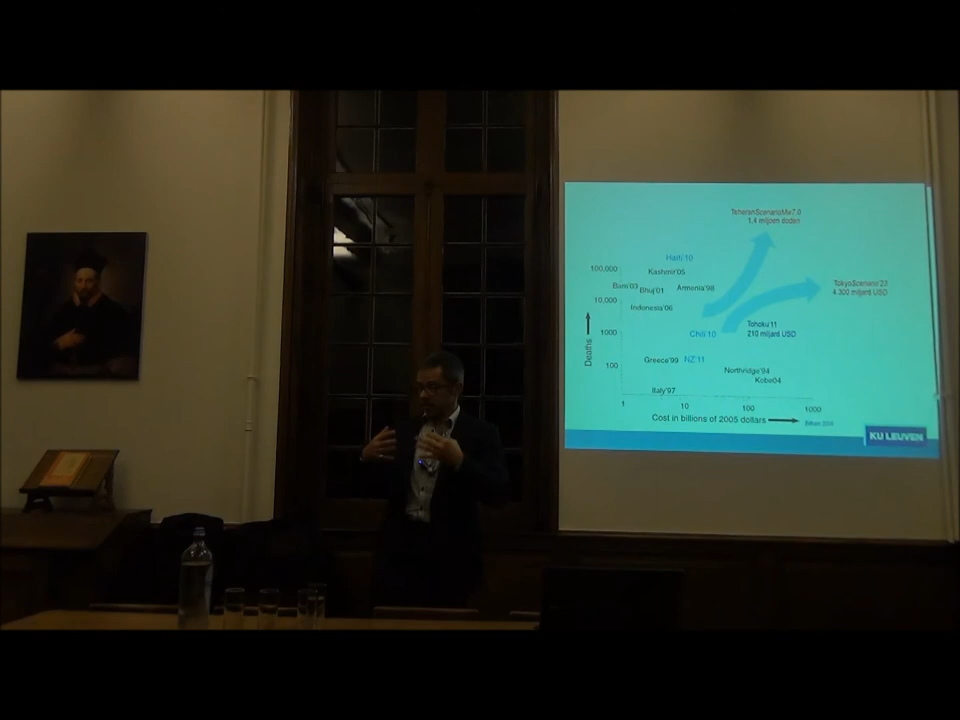 TeheranScenarioMw7.0
1.4 miljoen doden
Haiti'10
Kashmir'05
100,000
Bam'03
Bhuj'01
Armenia'98
TokyoScenario'23
4.300 miljard USD
10,000
Indonesia'06
Tohoku'11
210 miljard USD
1000
Chili'10
Deaths
Greece'99
NZ'11
100
Northridge'94
Kobe04
Italy'97
1
10
100
1000
Cost in billions of 2005 dollars
KU LEUVEN